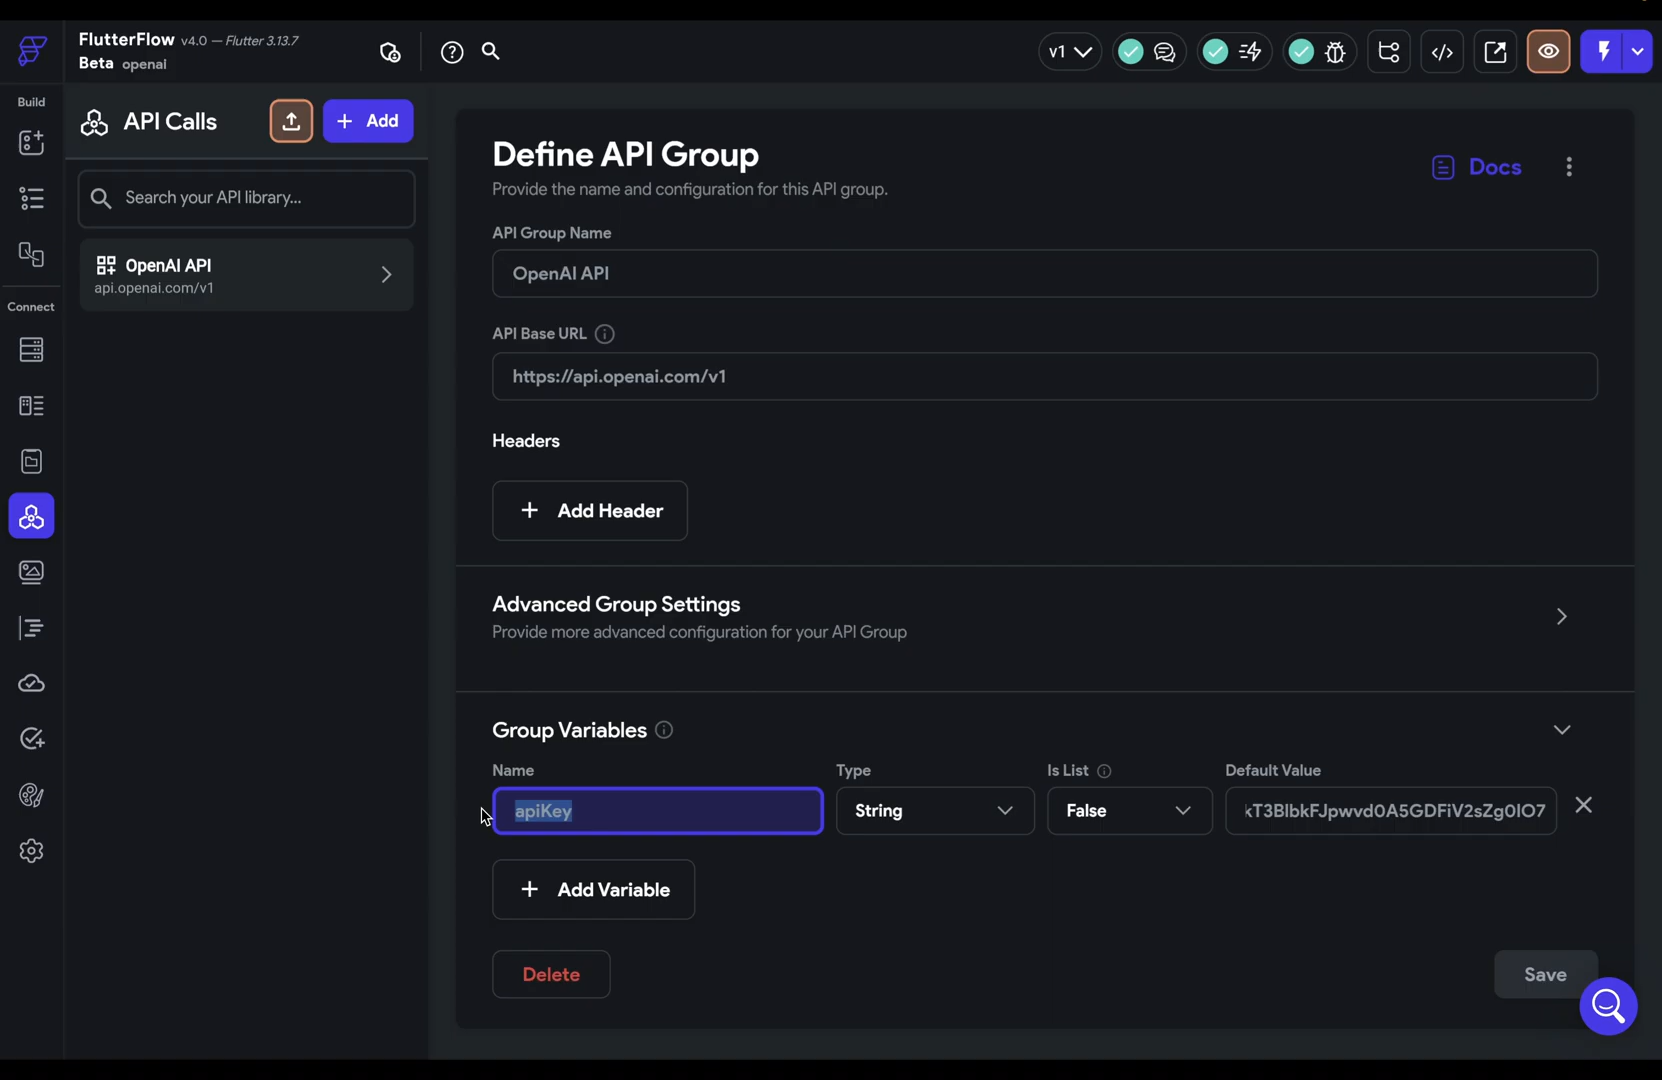 FlutterFlow v4.0 — Flutter 3.13.7
Beta openai
v1
Build
API Calls
+ Add
Search your API library...
OpenAI API
api.openai.com/v1
Connect
Define API Group
Provide the name and configuration for this API group.
Docs
API Group Name
OpenAI API
API Base URL
https://api.openai.com/v1
Headers
+ Add Header
Advanced Group Settings
Provide more advanced configuration for your API Group
Group Variables
Name Type Is List Default Value
apiKey String False kT3BlbkFJpwvd0A5GDFiV2sZg0IO7
+ Add Variable
Delete
Save